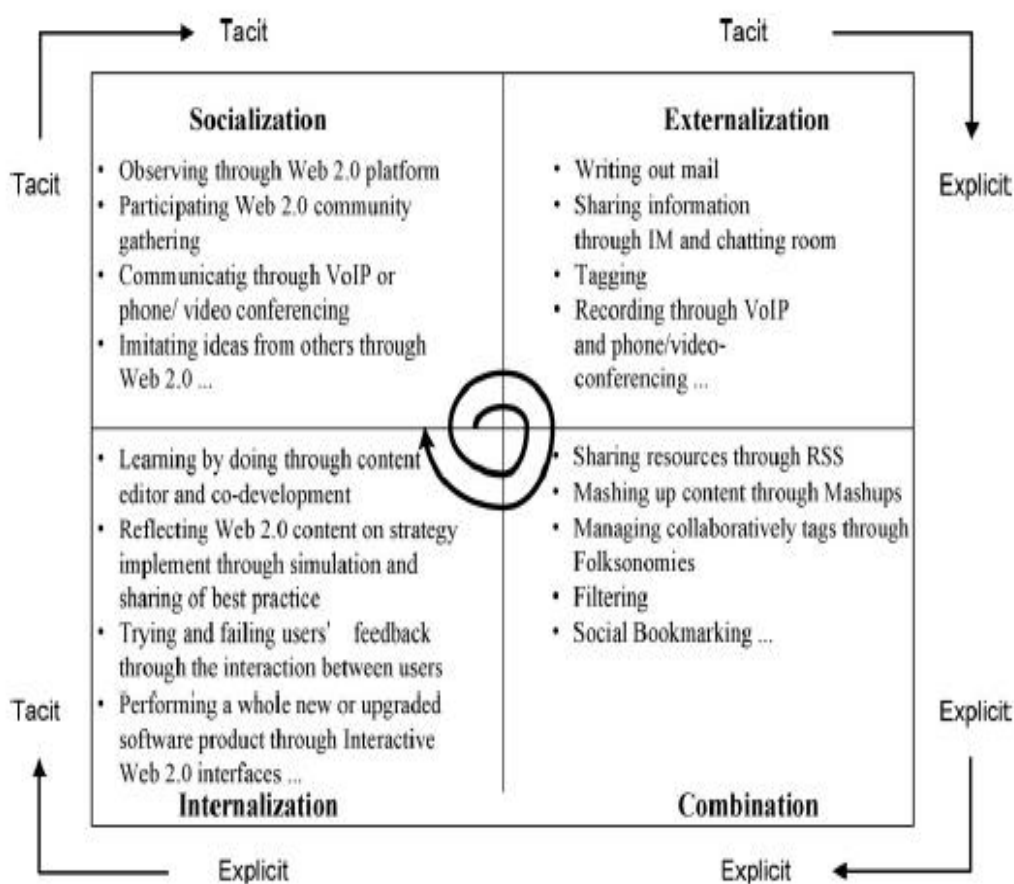 Tacit
Tacit
Tacit
Explicit
Socialization
• Observing through Web 2.0 platform
• Participating Web 2.0 community
gathering
• Communicatig through VoIP or
phone/ video conferencing
• Imitating ideas from others through
Web 2.0 ...
Externalization
• Writing out mail
• Sharing information
through IM and chatting room
• Tagging
• Recording through VoIP
and phone/video-
conferencing ...
• Learning by doing through content
editor and co-development
• Reflecting Web 2.0 content on strategy
implement through simulation and
sharing of best practice
• Trying and failing users' feedback
through the interaction between users
• Performing a whole new or upgraded
software product through Interactive
Web 2.0 interfaces ...
Internalization
• Sharing resources through RSS
• Mashing up content through Mashups
• Managing collaboratively tags through
Folksonomies
• Filtering
• Social Bookmarking ...
Combination
Tacit
Explicit
Explicit
Explicit